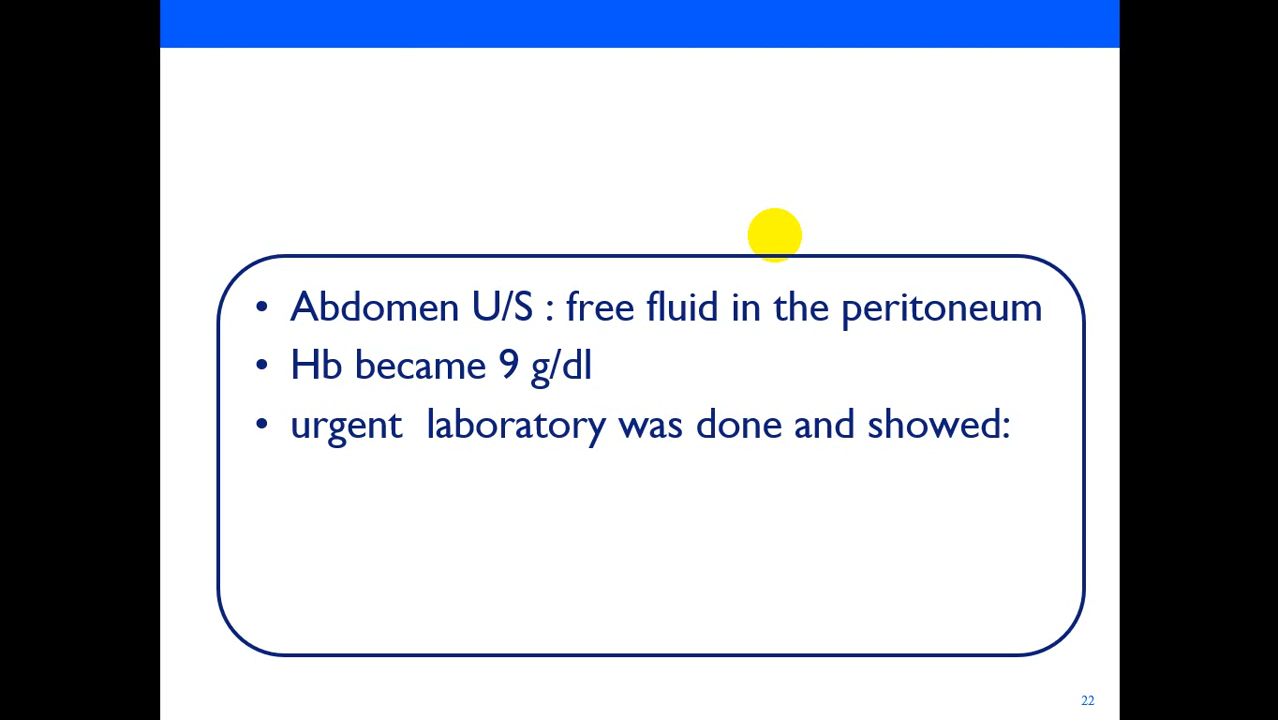 • Abdomen U/S : free fluid in the peritoneum
• Hb became 9 g/dl
• urgent  laboratory was done and showed:
22